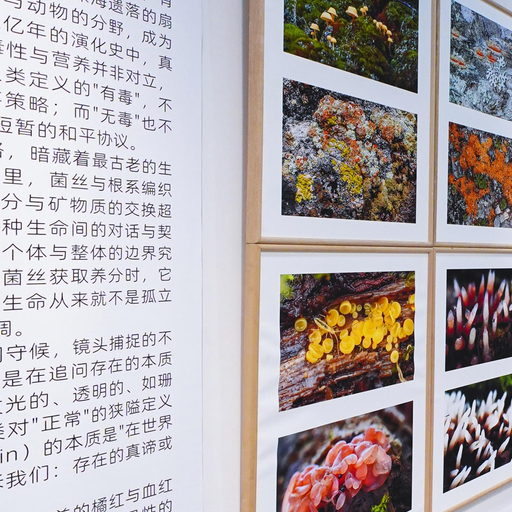 与动物的分野，成为
亿年的演化史中，真
毒性与营养并非对立，
类定义的"有毒"，不
策略；而"无毒"也不
短暂的和平协议。
，暗藏着最古老的生
里，菌丝与根系编织
分与矿物质的交换超
种生命间的对话与契
个体与整体的边界究
菌丝获取养分时，它
生命从来就不是孤立
周。
守候，镜头捕捉的不
是在追问存在的本质
光的、透明的、如珊
类对"正常"的狭隘定义
in）的本质是"在世界
我们：存在的真谛或
的橘红与血红